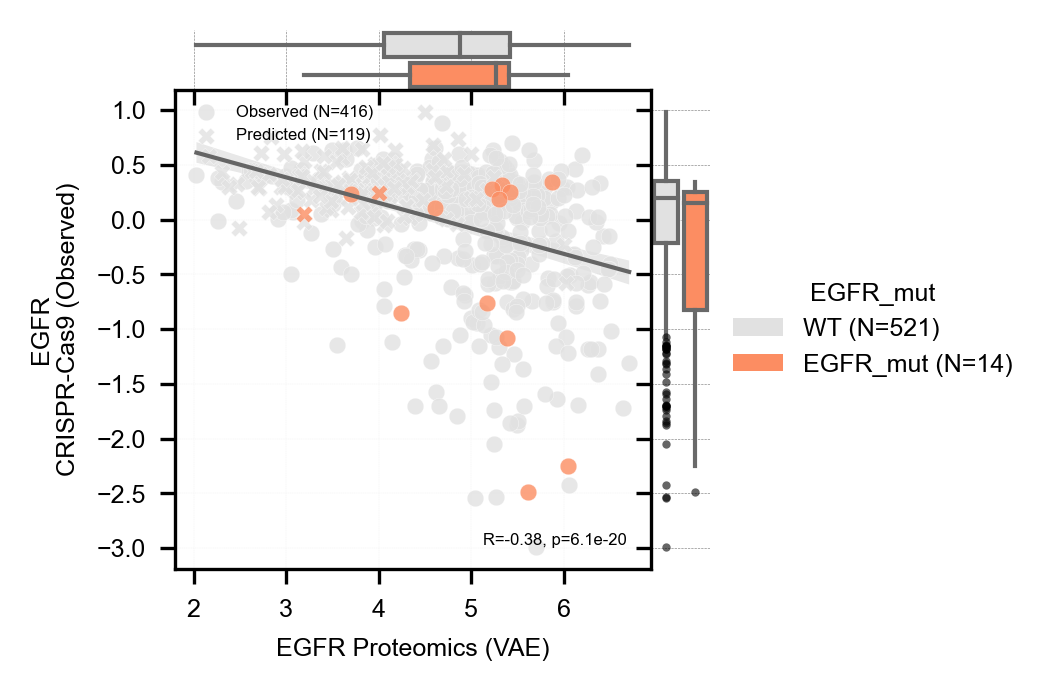 Observed (N=416)
Predicted (N=119)
1.0
0.5
0.0
−0.5
−1.0
−1.5
−2.0
−2.5
−3.0
EGFR
CRISPR-Cas9 (Observed)
R=-0.38, p=6.1e-20
2 3 4 5 6
EGFR Proteomics (VAE)
EGFR_mut
WT (N=521)
EGFR_mut (N=14)